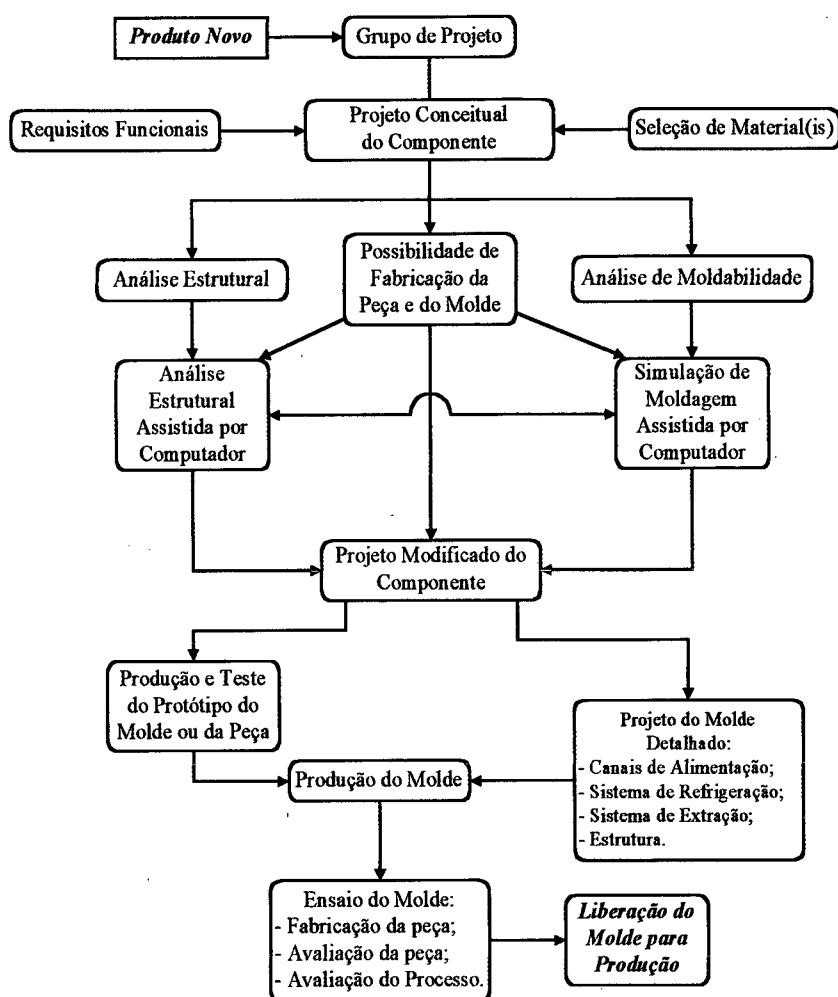 Produto Novo
Grupo de Projeto
Requisitos Funcionais
Projeto Conceitual
do Componente
Seleção de Material(is)
Análise Estrutural
Possibilidade de
Fabricação da
Peça e do Molde
Análise de Moldabilidade
Análise
Estrutural
Assistida por
Computador
Simulação de
Moldagem
Assistida por
Computador
Projeto Modificado do
Componente
Produção e Teste
do Protótipo do
Molde ou da Peça
Projeto do Molde
Detalhado:
- Canais de Alimentação;
- Sistema de Refrigeração;
- Sistema de Extração;
- Estrutura.
Produção do Molde
Ensaio do Molde:
- Fabricação da peça;
- Avaliação da peça;
- Avaliação do Processo.
Liberação do
Molde para
Produção